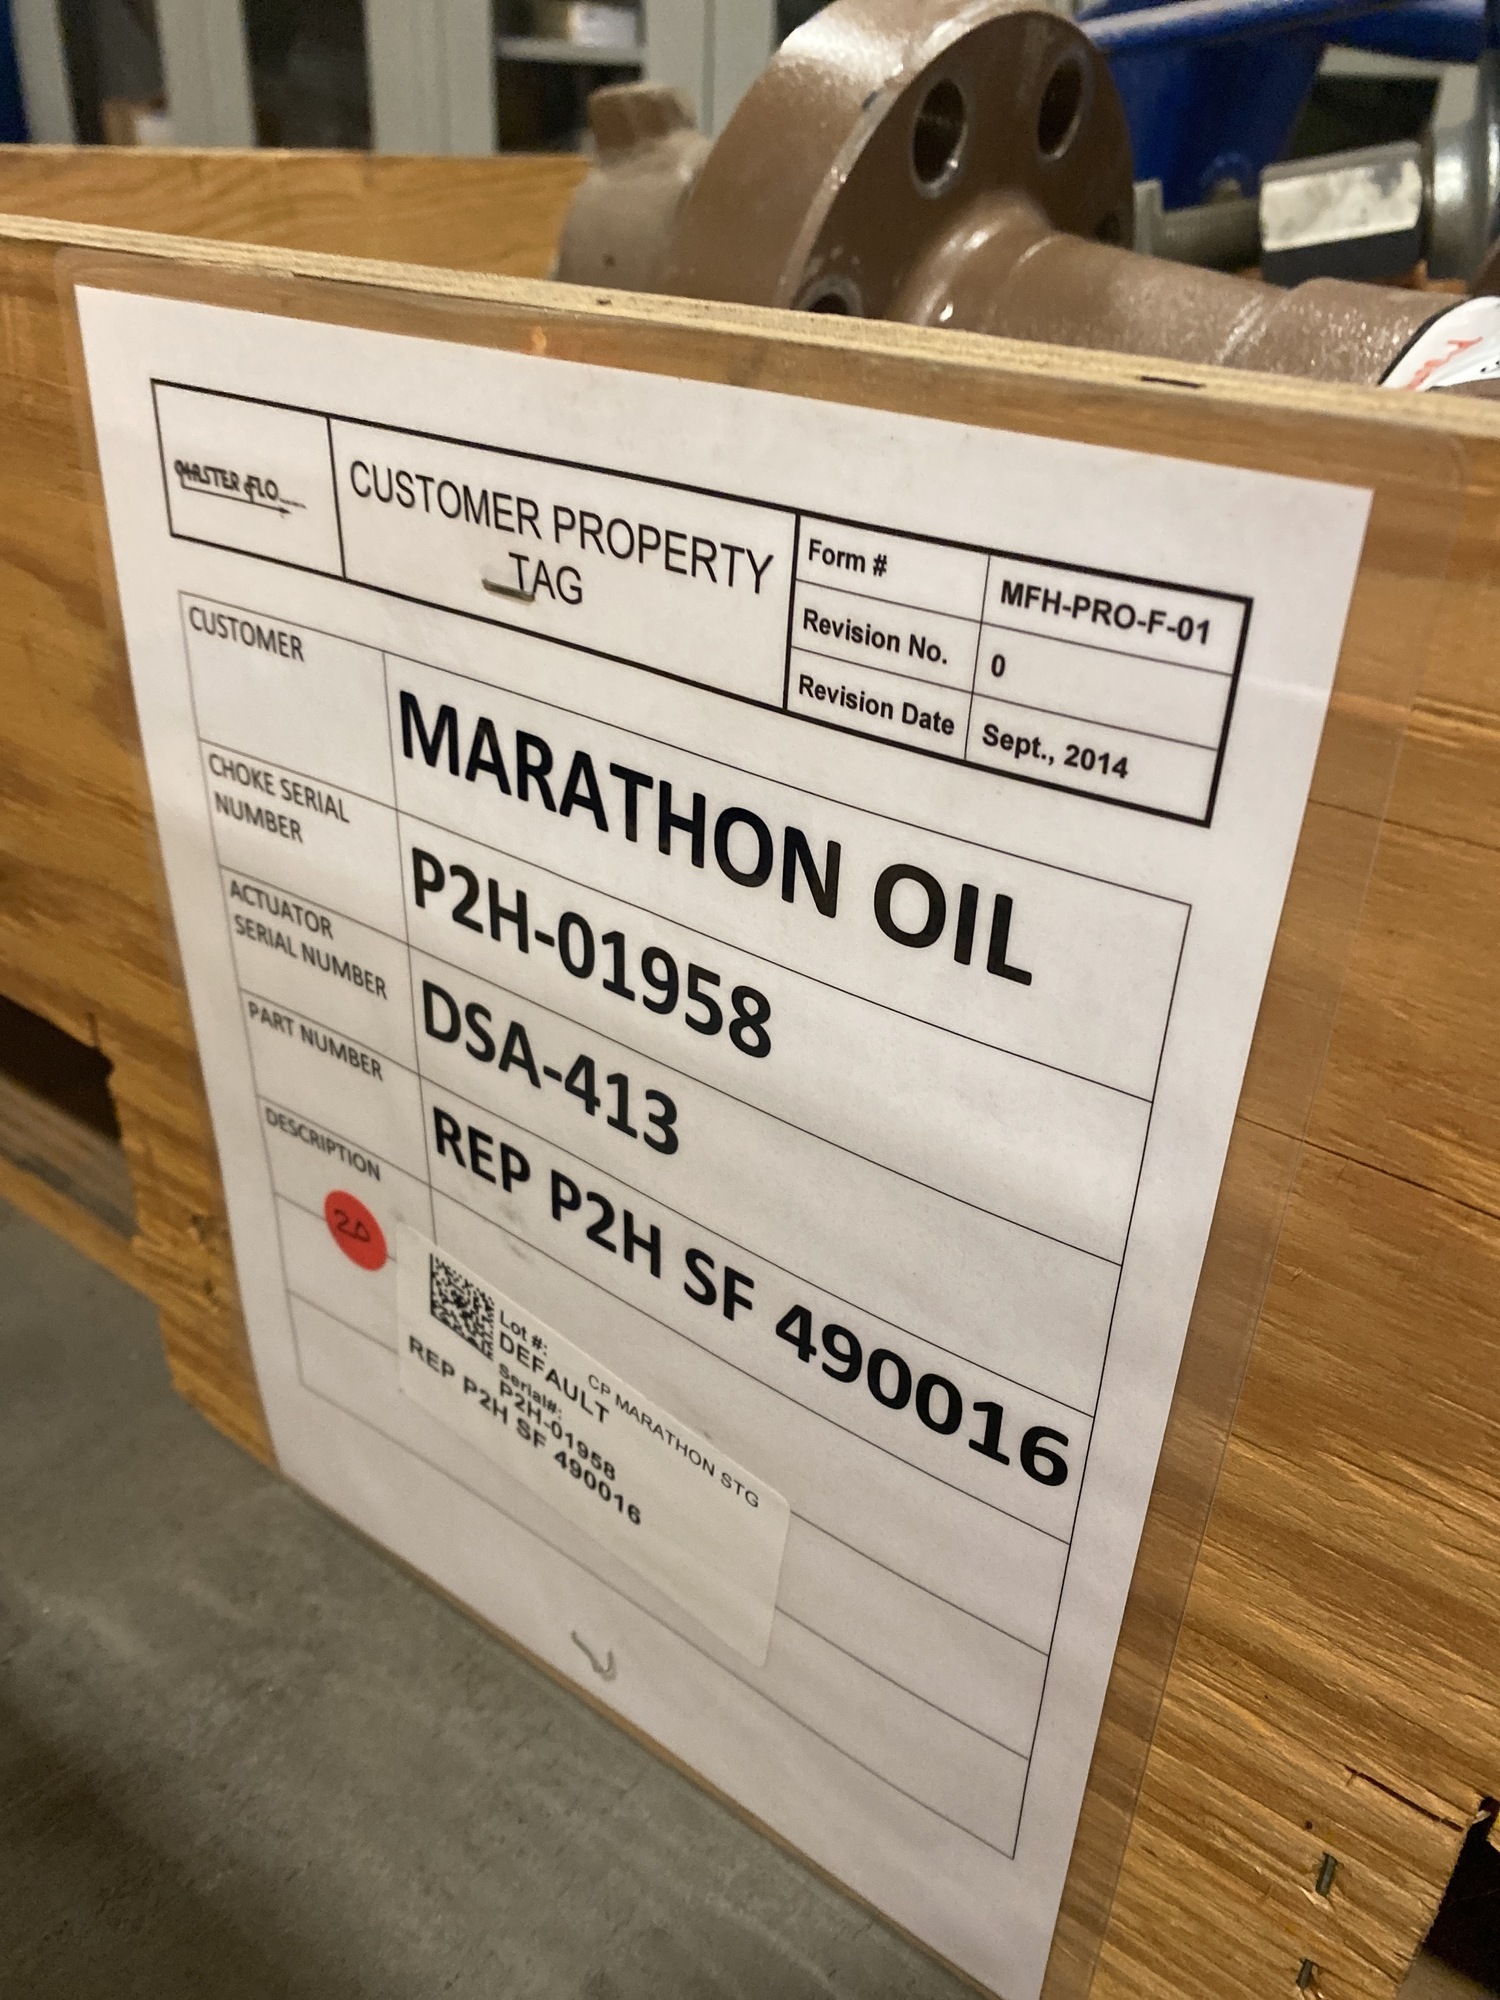 MASTER FLO
CUSTOMER PROPERTY
TAG
Form #
MFH-PRO-F-01
Revision No.
0
Revision Date
Sept., 2014
CUSTOMER
MARATHON OIL
CHOKE SERIAL
NUMBER
P2H-01958
ACTUATOR
SERIAL NUMBER
DSA-413
PART NUMBER
REP P2H SF 490016
DESCRIPTION
20
Lot #:
DEFAULT
CP MARATHON STG
Serial#:
P2H-01958
REP P2H SF 490016